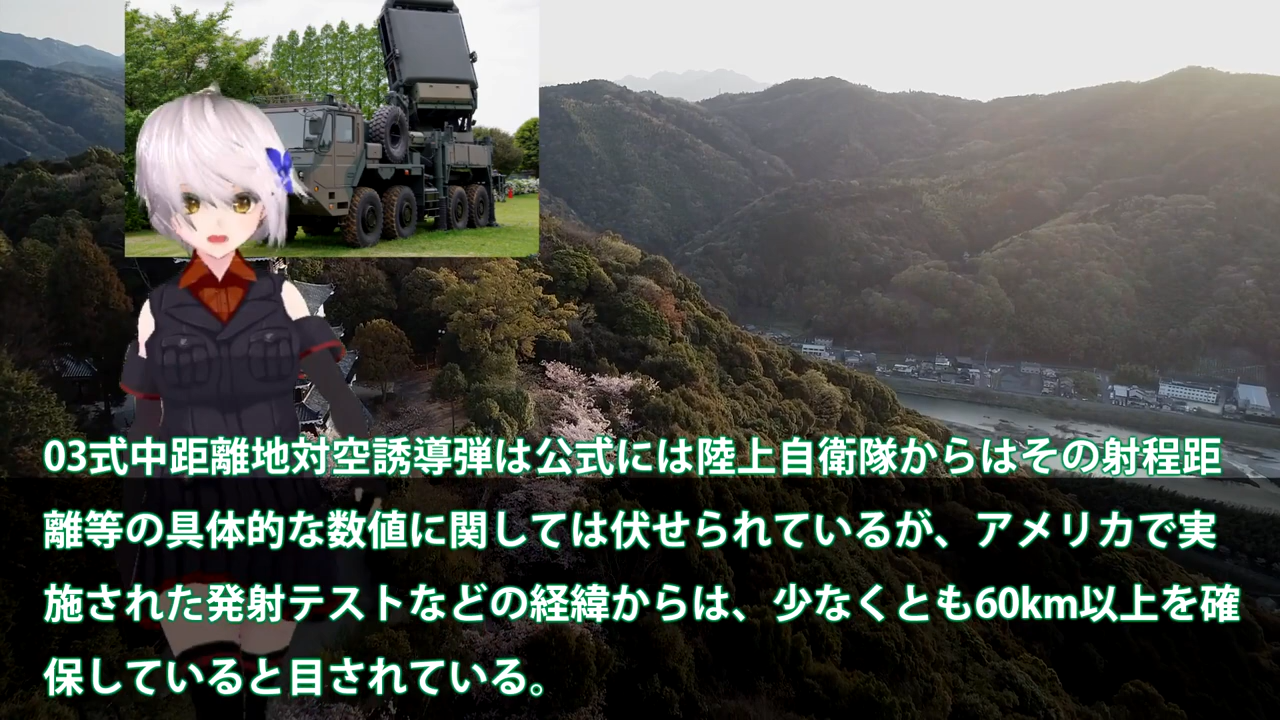 03式中距離地対空誘導弾は公式には陸上自衛隊からはその射程距
離等の具体的な数値に関しては伏せられているが、アメリカで実
施された発射テストなどの経緯からは、少なくとも60km以上を確
保していると目されている。